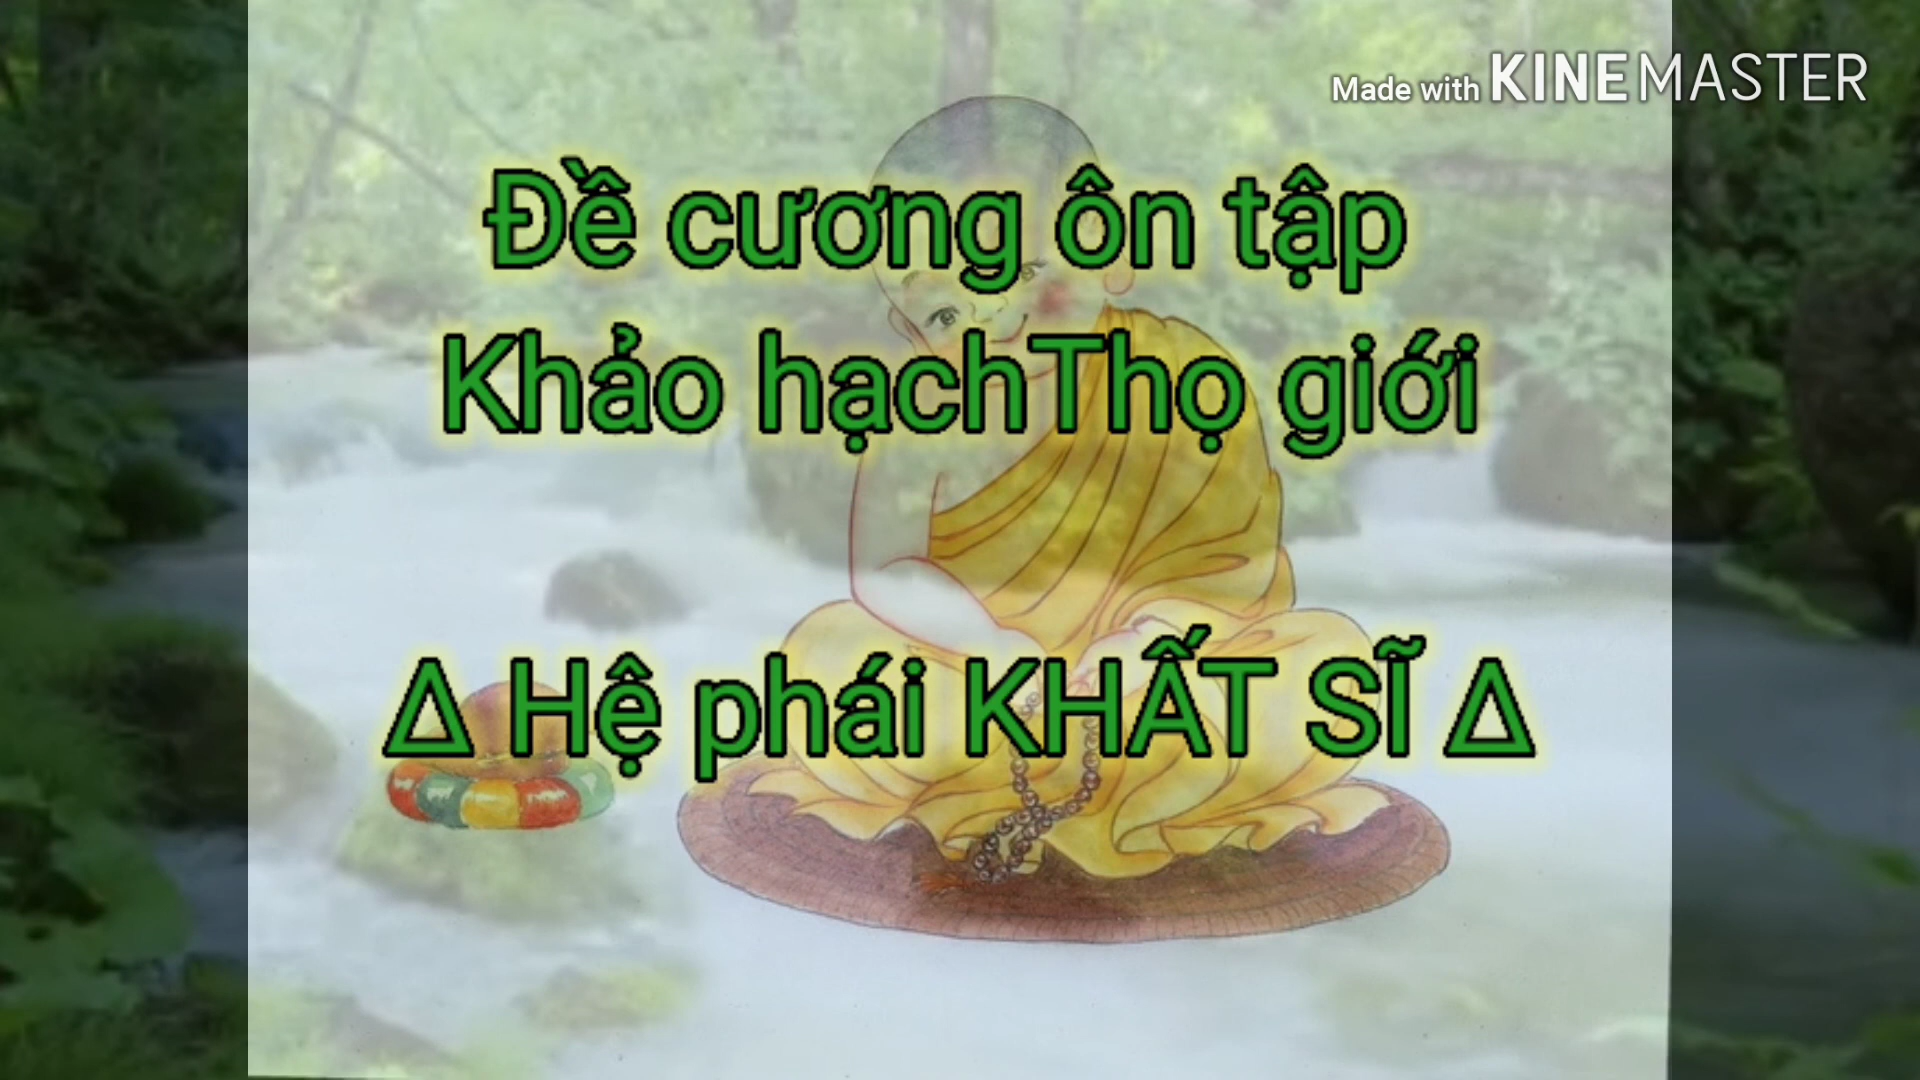 Made with KINEMASTER
Đề cương ôn tập
Khảo hạchThọ giới
∆ Hệ phái KHẤT SĨ ∆